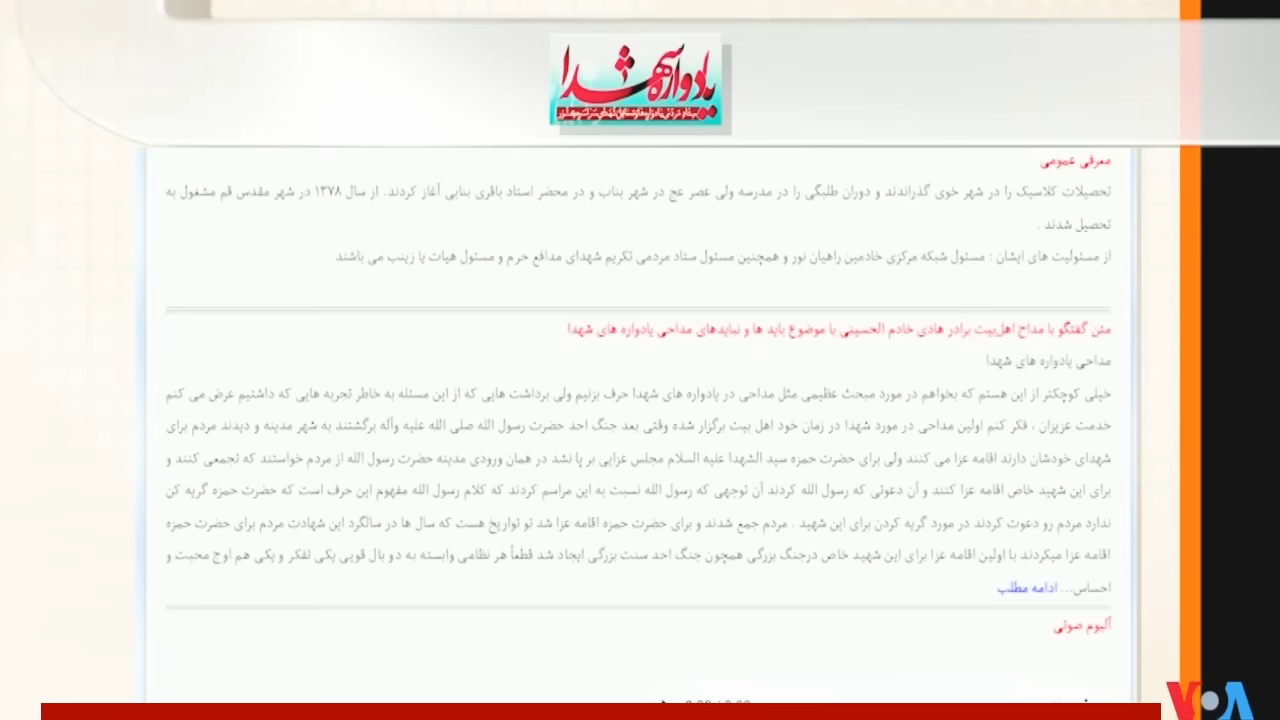 یادواره شهدا
معرفی عمومی
تحصیلات کلاسیک را در شهر خوی گذراندند و دوران طلبگی را در مدرسه ولی عصر عج در شهر بناب و در محضر استاد باقری بنابی آغاز کردند. از سال ۱۳۷۸ در شهر مقدس قم مشغول به
تحصیل شدند .
از مسئولیت های ایشان : مسئول شبکه مرکزی خادمین راهیان نور و همچنین مسئول ستاد مردمی تکریم شهدای مدافع حرم و مسئول هیات یا زینب می باشند
متن گفتگو با مداح اهل‌بیت برادر هادی خادم الحسینی با موضوع باید ها و نبایدهای مداحی یادواره های شهدا
مداحی یادواره های شهدا
خیلی کوچکتر از این هستم که بخواهم در مورد مبحث عظیمی مثل مداحی در یادواره های شهدا حرف بزنیم ولی برداشت هایی که از این مسئله به خاطر تجربه هایی که داشتیم عرض می کنم
خدمت عزیزان ، فکر کنم اولین مداحی در مورد شهدا در زمان خود اهل بیت برگزار شده وقتی بعد جنگ احد حضرت رسول الله صلی الله علیه وآله برگشتند به شهر مدینه و دیدند مردم برای
شهدای خودشان دارند اقامه عزا می کنند ولی برای حضرت حمزه سید الشهدا علیه السلام مجلس عزایی بر پا نشد در همان ورودی مدینه حضرت رسول الله از مردم خواستند که تجمعی کنند و
برای این شهید خاص اقامه عزا کنند و آن دعوتی که رسول الله کردند آن توجهی که رسول الله نسبت به این مراسم کردند که کلام رسول الله مفهوم این حرف است که حضرت حمزه گریه کن
ندارد مردم رو دعوت کردند در مورد گریه کردن برای این شهید . مردم جمع شدند و برای حضرت حمزه اقامه عزا شد تو تواریخ هست که سال ها در سالگرد این شهادت مردم برای حضرت حمزه
اقامه عزا میکردند با اولین اقامه عزا برای این شهید خاص درجنگ بزرگی همچون جنگ احد سنت بزرگی ایجاد شد قطعاً هر نظامی وابسته به دو بال قویی یکی تفکر و یکی هم اوج محبت و
احساس... ادامه مطلب
آلبوم صوتی
VOA